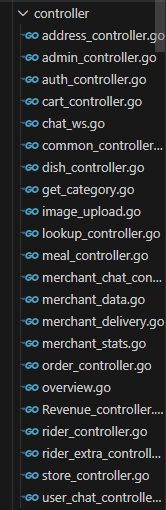 controller
address_controller.go
admin_controller.go
auth_controller.go
cart_controller.go
chat_ws.go
common_controller...
dish_controller.go
get_category.go
image_upload.go
lookup_controller.go
meal_controller.go
merchant_chat_con...
merchant_data.go
merchant_delivery.go
merchant_stats.go
order_controller.go
overview.go
Revenue_controller....
rider_controller.go
rider_extra_controll...
store_controller.go
user_chat_controlle...